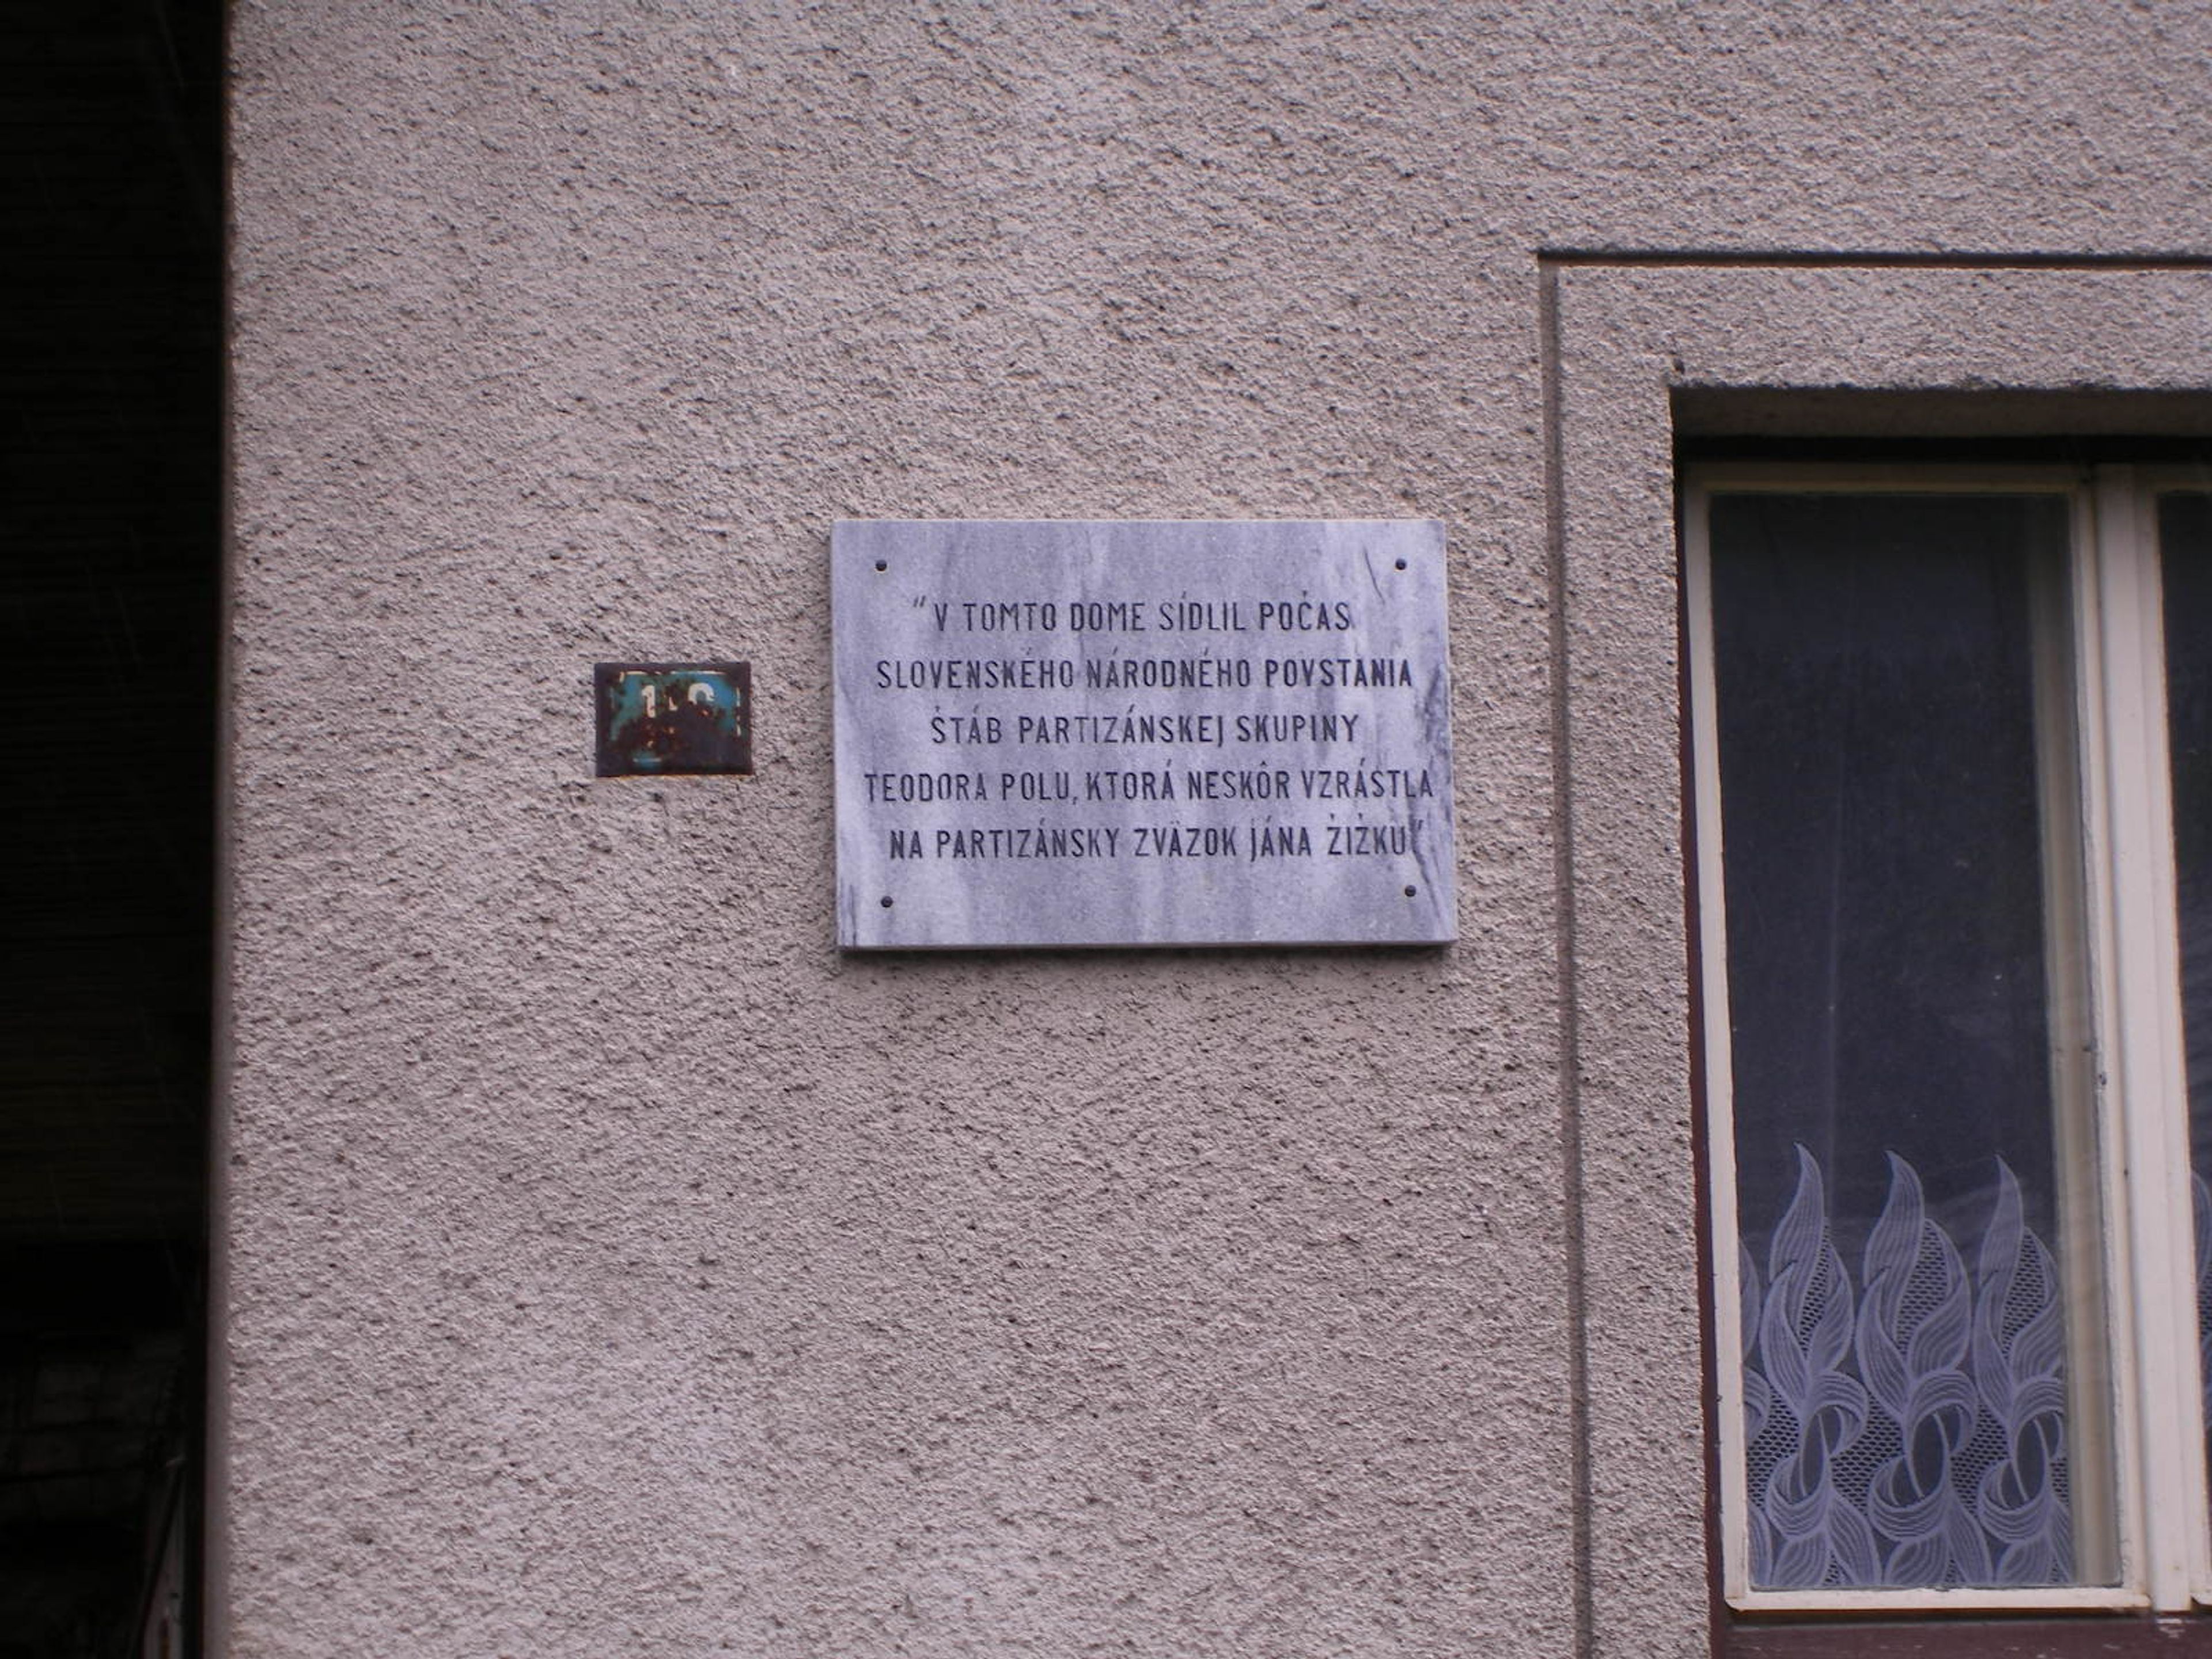 "V TOMTO DOME SÍDLIL POČAS
SLOVENSKÉHO NÁRODNÉHO POVSTANIA
ŠTÁB PARTIZÁNSKEJ SKUPINY
TEODORA POLU, KTORÁ NESKÔR VZRÁSTLA
NA PARTIZÁNSKY ZVÄZOK JÁNA ŽIŽKU"